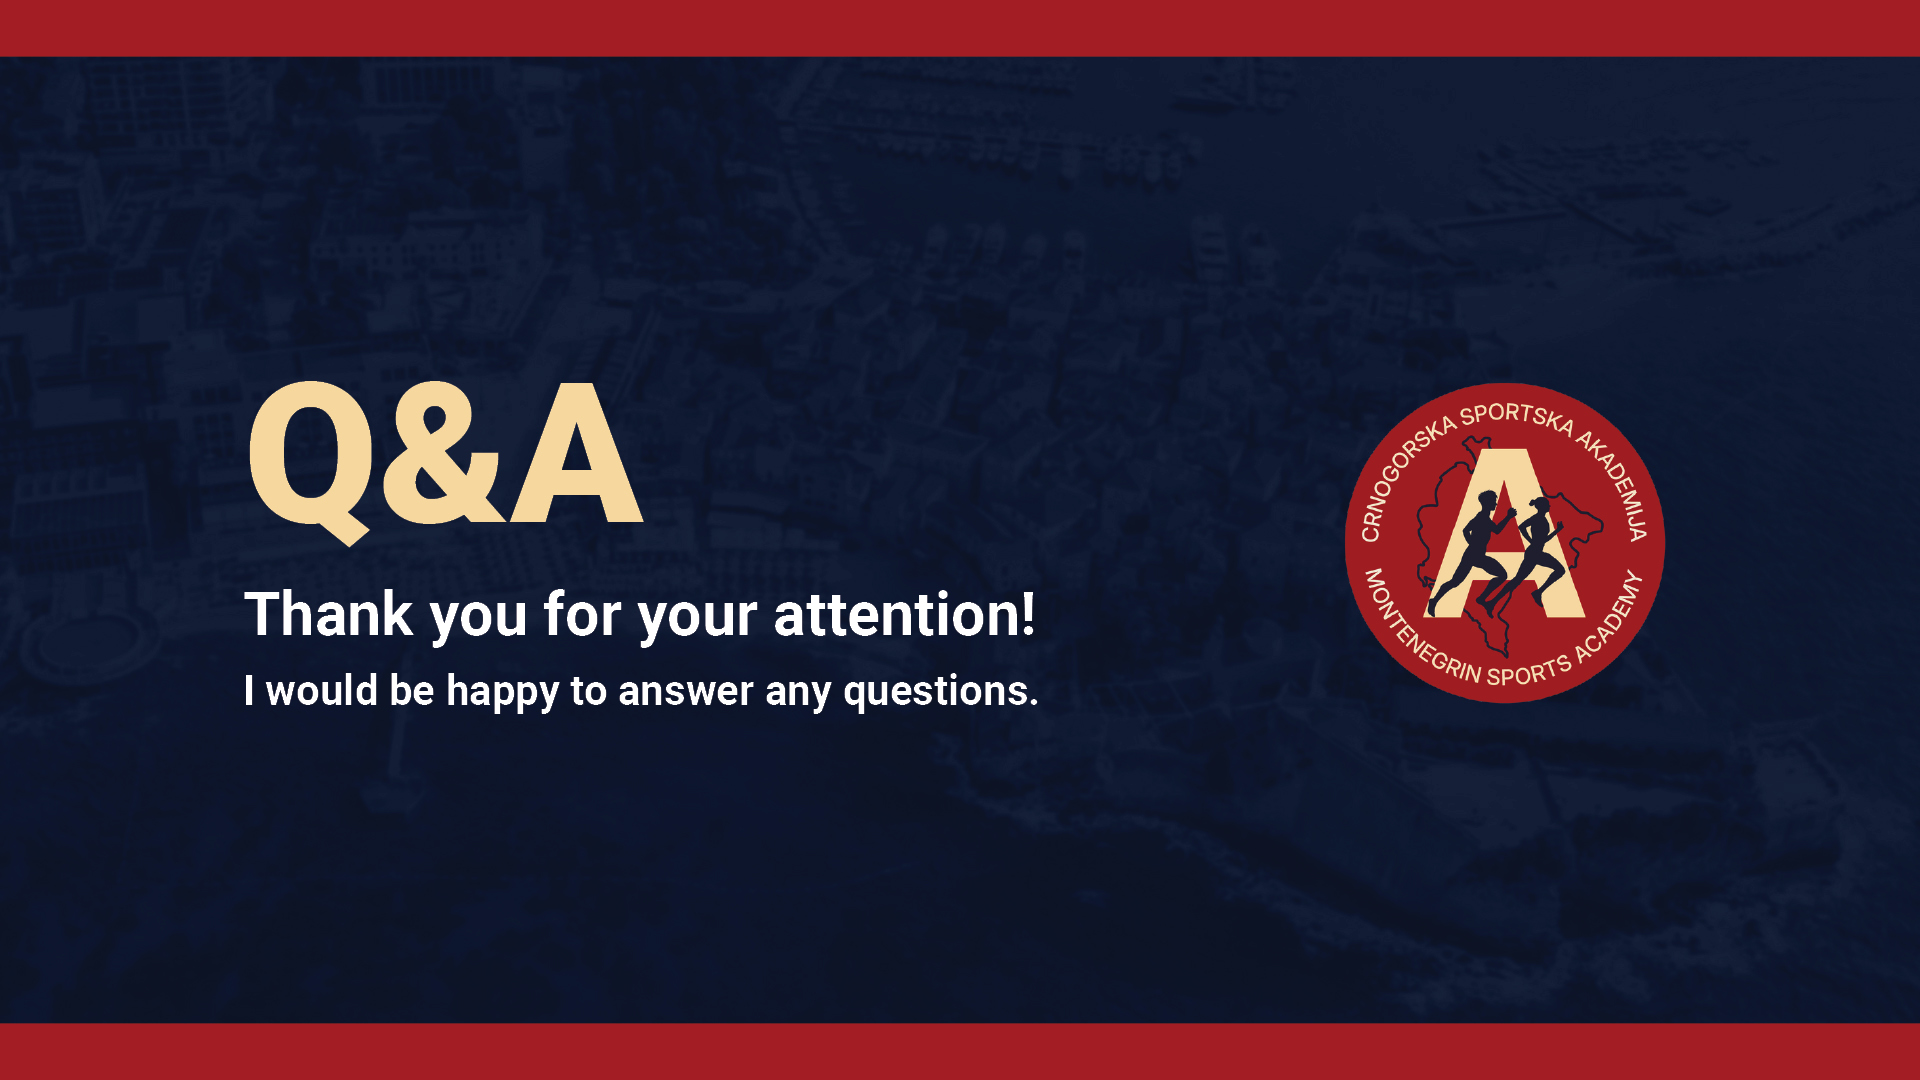 Q&A
Thank you for your attention!
I would be happy to answer any questions.
CRNOGORSKA SPORTSKA AKADEMIJA
A
MONTENEGRIN SPORTS ACADEMY